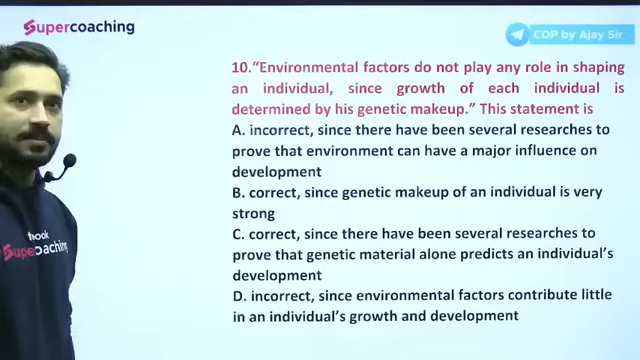 Supercoaching
CDP by Ajay Sir
10.“Environmental factors do not play any role in shaping
an individual, since growth of each individual is
determined by his genetic makeup.” This statement is
A. incorrect, since there have been several researches to
prove that environment can have a major influence on
development
B. correct, since genetic makeup of an individual is very
strong
C. correct, since there have been several researches to
prove that genetic material alone predicts an individual’s
development
D. incorrect, since environmental factors contribute little
in an individual’s growth and development
Supercoaching